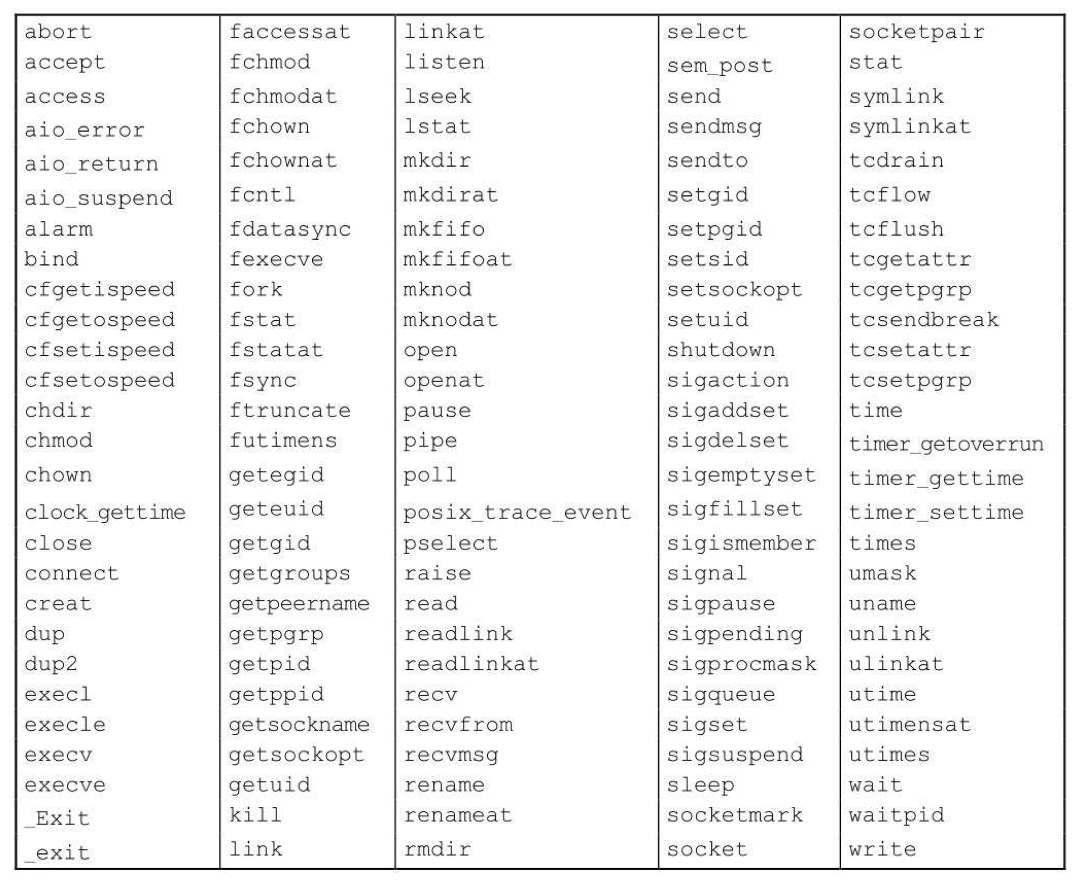 abort faccessat linkat select socketpair
accept fchmod listen sem_post stat
access fchmodat lseek send symlink
aio_error fchown lstat sendmsg symlinkat
aio_return fchownat mkdir sendto tcdrain
aio_suspend fcntl mkdirat setgid tcflow
alarm fdatasync mkfifo setpgid tcflush
bind fexecve mkfifoat setsid tcgetattr
cfgetispeed fork mknod setsockopt tcgetpgrp
cfgetospeed fstat mknodat setuid tcsendbreak
cfsetispeed fstatat open shutdown tcsetattr
cfsetospeed fsync openat sigaction tcsetpgrp
chdir ftruncate pause sigaddset time
chmod futimens pipe sigdelset timer_getoverrun
chown getegid poll sigemptyset timer_gettime
clock_gettime geteuid posix_trace_event sigfillset timer_settime
close getgid pselect sigismember times
connect getgroups raise signal umask
creat getpeername read sigpause uname
dup getpgrp readlink sigpending unlink
dup2 getpid readlinkat sigprocmask ulinkat
execl getppid recv sigqueue utime
execle getsockname recvfrom sigset utimensat
execv getsockopt recvmsg sigsuspend utimes
execve getuid rename sleep wait
_Exit kill renameat socketmark waitpid
_exit link rmdir socket write